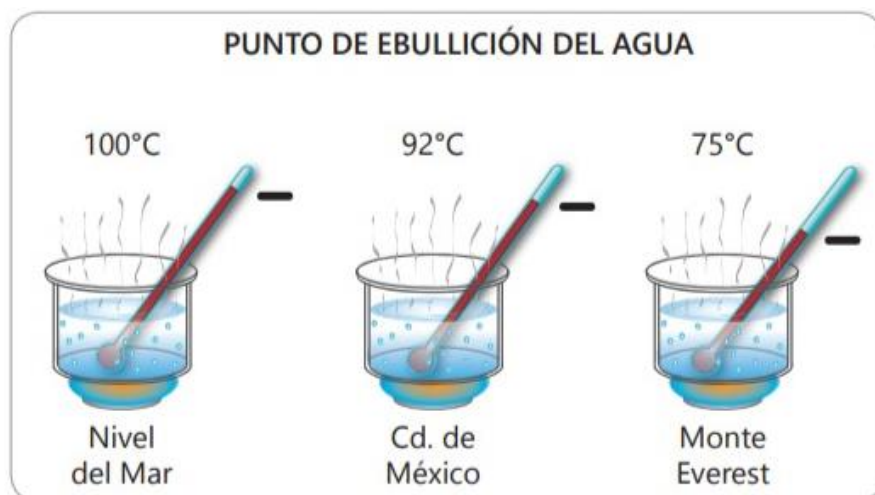 PUNTO DE EBULLICIÓN DEL AGUA
100°C
92°C
75°C
Nivel
del Mar
Cd. de
México
Monte
Everest